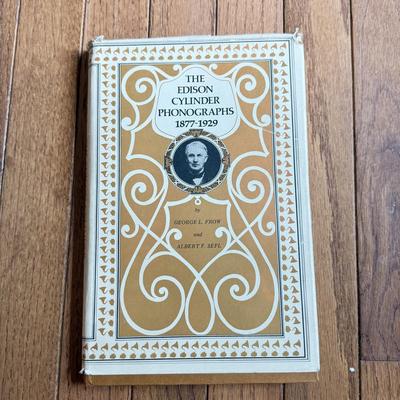 THE
EDISON
CYLINDER
PHONOGRAPHS
1877-1929
by
GEORGE L. FROW
and
ALBERT F. SEFL